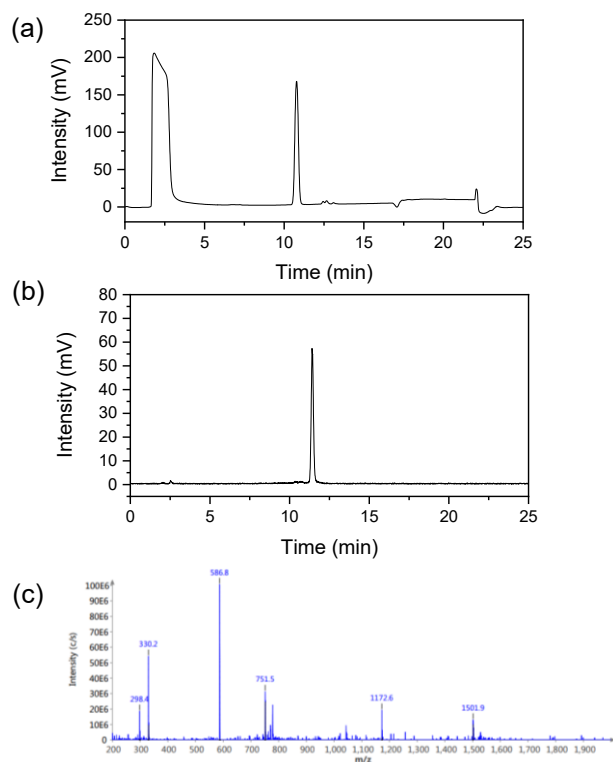 (a)
250
200
150
100
50
0
Intensity (mV)
0 5 10 15 20 25
Time (min)
(b)
80
70
60
50
40
30
20
10
0
Intensity (mV)
0 5 10 15 20 25
Time (min)
(c)
586.8
100E6
90E6
80E6
70E6
60E6
50E6
40E6
30E6
20E6
10E6
0
Intensity (c/s)
330.2
298.4
751.5
1172.6
1501.9
200 300 400 500 600 700 800 900 1,000 1,100 1,200 1,300 1,400 1,500 1,600 1,700 1,800 1,900
m/z